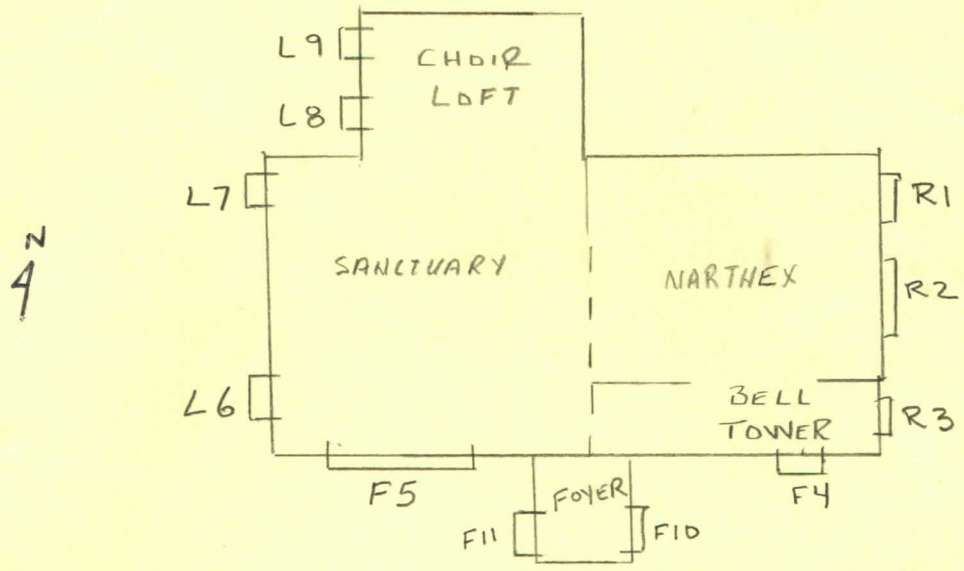 L9
CHOIR
LOFT
L8
L7
R1
N
SANCTUARY
NARTHEX
R2
L6
BELL
TOWER
R3
F5
FOYER
F4
F11
F10